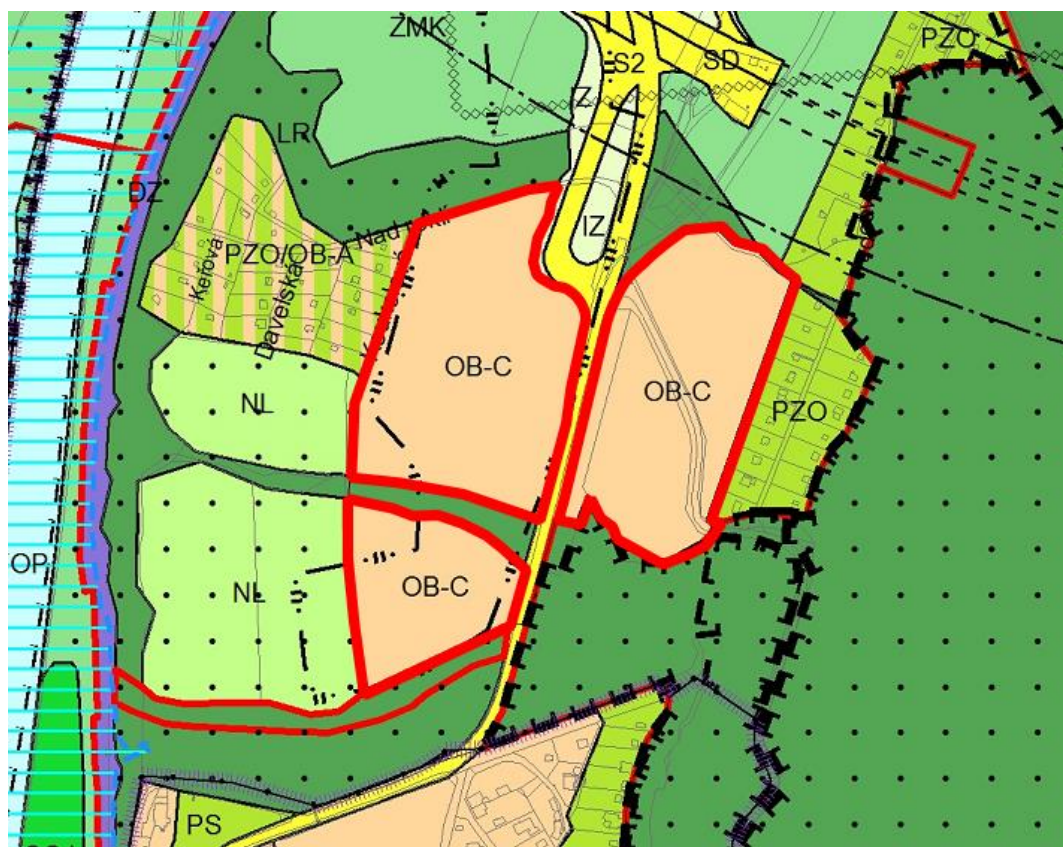 ZMK
S2
SD
PZO
IZ
LR
DZ
IZ
Nad
PZO/OB-A
Keřová
Davelská
OB-C
OB-C
NL
PZO
OP
NL
OB-C
PS